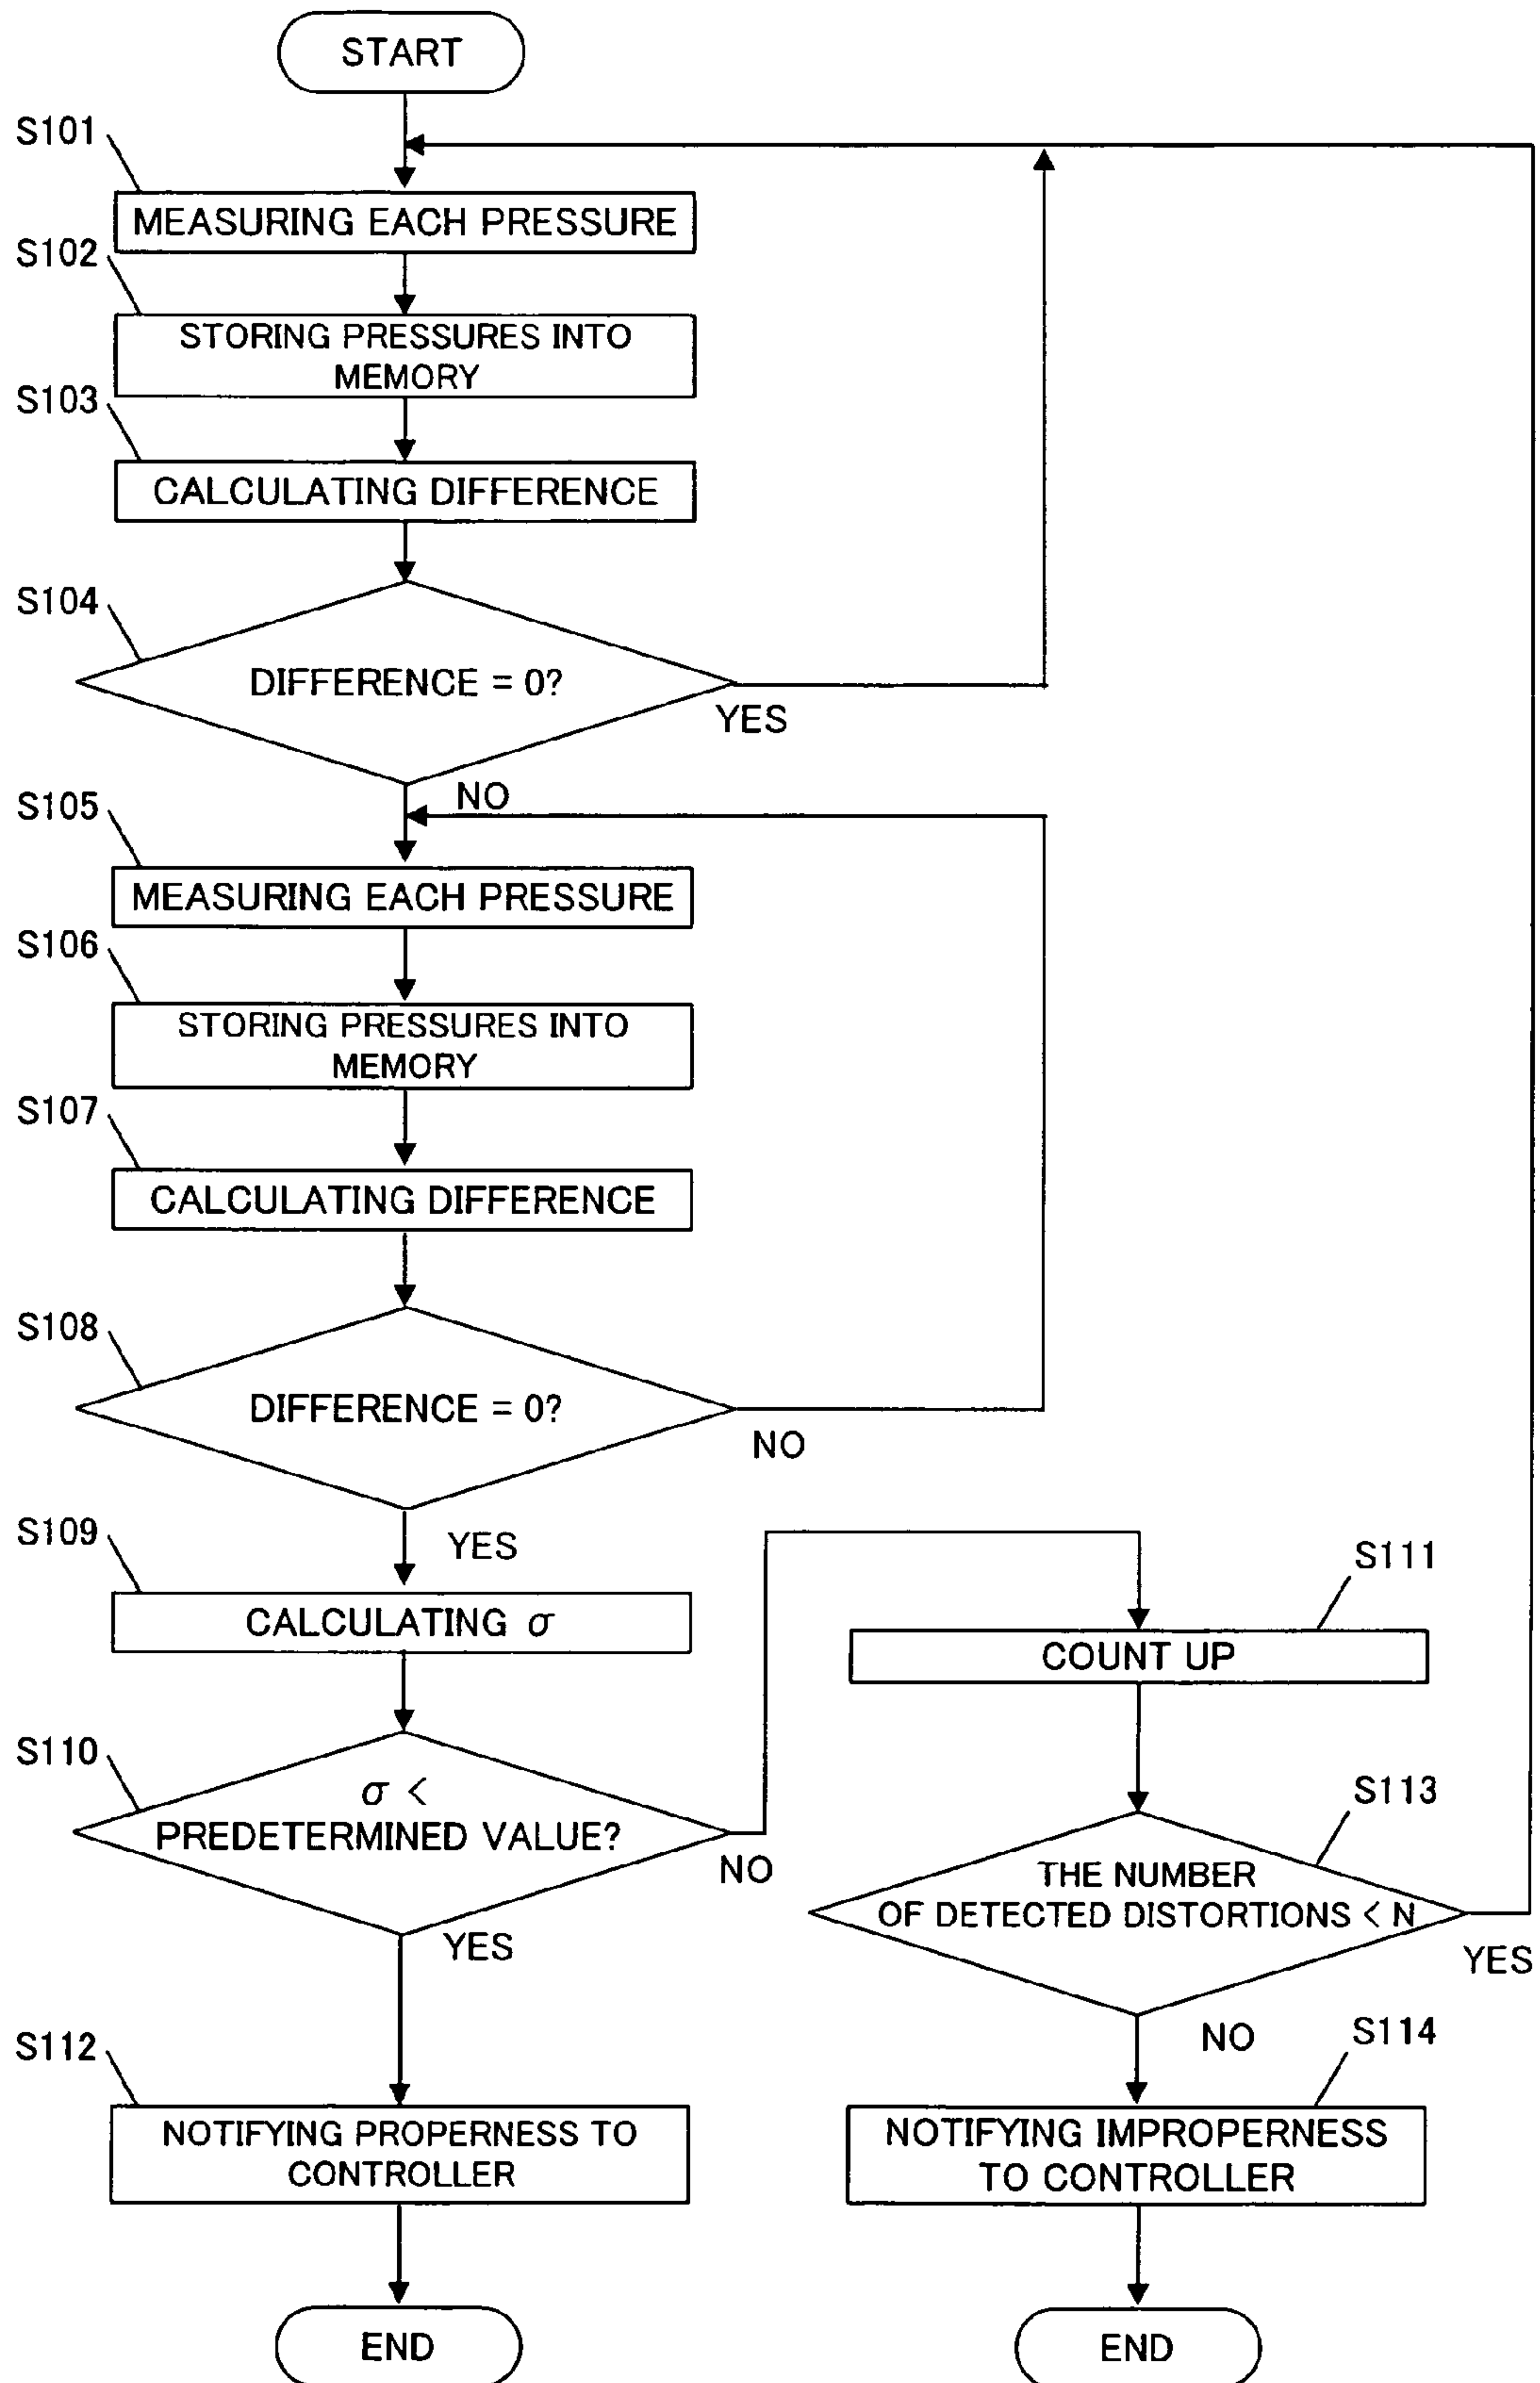 START
S101
MEASURING EACH PRESSURE
S102
STORING PRESSURES INTO
MEMORY
S103
CALCULATING DIFFERENCE
S104
DIFFERENCE = 0?
YES
NO
S105
MEASURING EACH PRESSURE
S106
STORING PRESSURES INTO
MEMORY
S107
CALCULATING DIFFERENCE
S108
DIFFERENCE = 0?
NO
YES
S109
CALCULATING σ
S110
σ <
PREDETERMINED VALUE?
NO
YES
S111
COUNT UP
S113
THE NUMBER
OF DETECTED DISTORTIONS < N
YES
NO
S112
NOTIFYING PROPERNESS TO
CONTROLLER
END
S114
NOTIFYING IMPROPERNESS
TO CONTROLLER
END